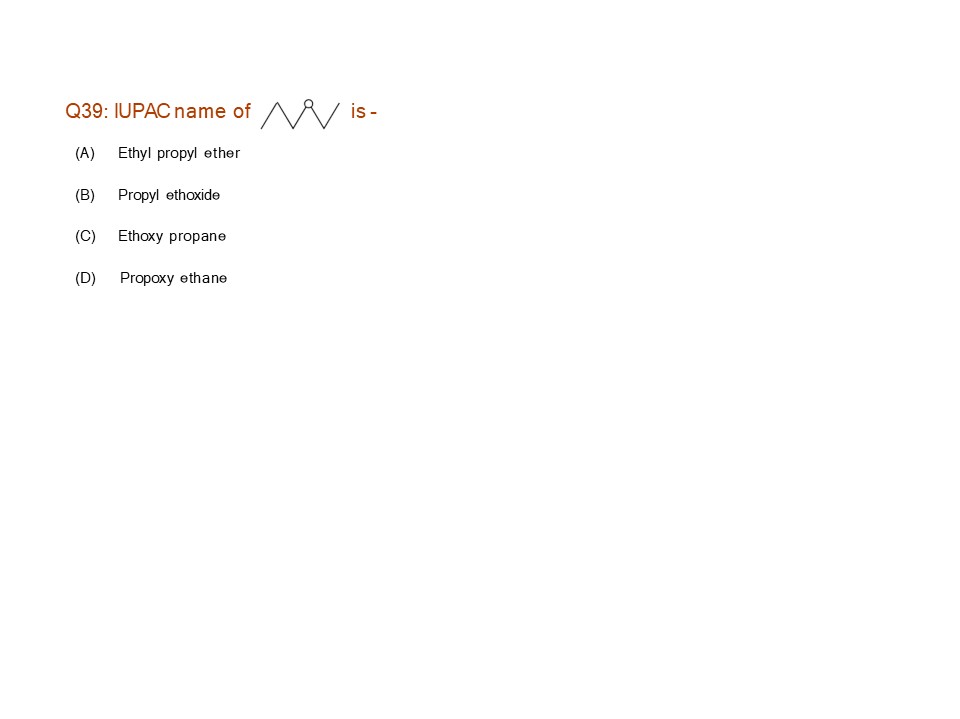 Q39: IUPAC name of is -
(A) Ethyl propyl ether
(B) Propyl ethoxide
(C) Ethoxy propane
(D) Propoxy ethane